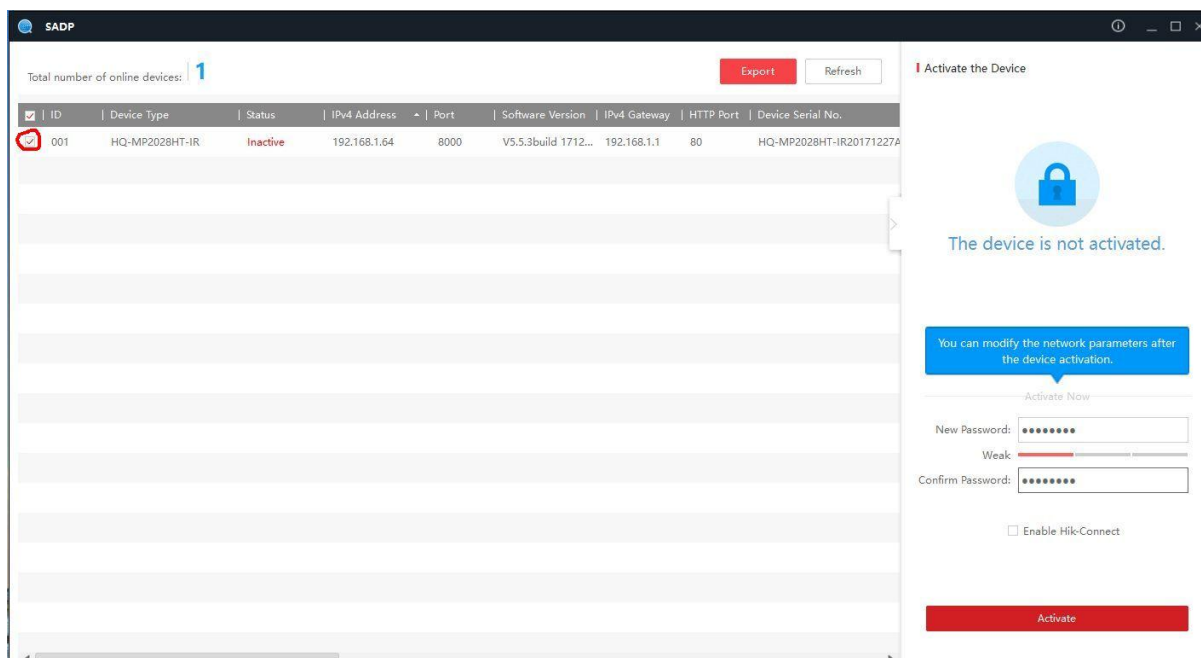 SADP
Total number of online devices: 1
Export
Refresh
ID | Device Type | Status | IPv4 Address | Port | Software Version | IPv4 Gateway | HTTP Port | Device Serial No.
001 HQ-MP2028HT-IR Inactive 192.168.1.64 8000 V5.5.3build 1712... 192.168.1.1 80 HQ-MP2028HT-IR20171227A
Activate the Device
The device is not activated.
You can modify the network parameters after
the device activation.
Activate Now
New Password: ●●●●●●●●
Weak
Confirm Password: ●●●●●●●●
Enable Hik-Connect
Activate